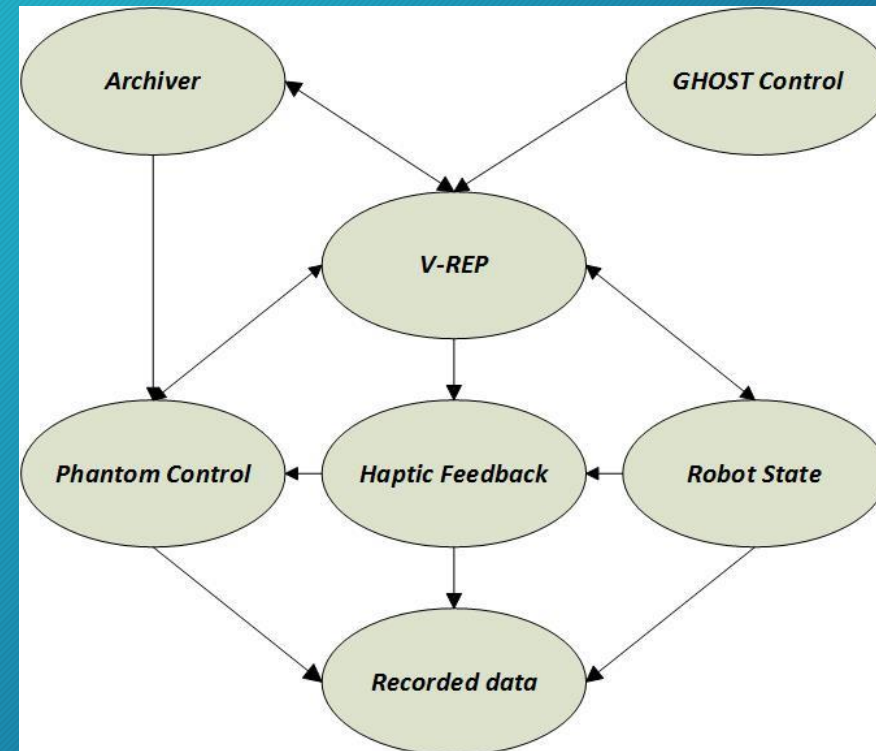 Archiver
GHOST Control
V-REP
Phantom Control
Haptic Feedback
Robot State
Recorded data